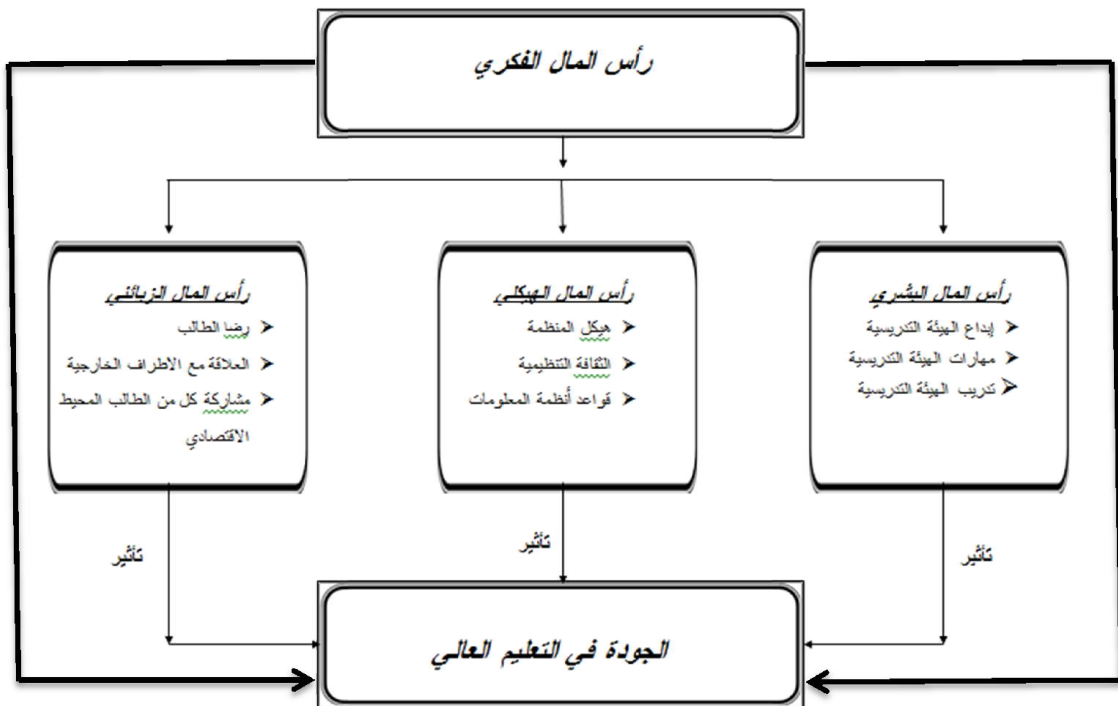 رأس المال الفكري
رأس المال البشري
إبداع الهيئة التدريسية
مهارات الهيئة التدريسية
تدريب الهيئة التدريسية
رأس المال الهيكلي
هيكل المنظمة
الثقافة التنظيمية
قواعد أنظمة المعلومات
رأس المال الزبائني
رضا الطالب
العلاقة مع الاطراف الخارجية
مشاركة كل من الطالب المحيط
الاقتصادي
تأثير
تأثير
تأثير
الجودة في التعليم العالي